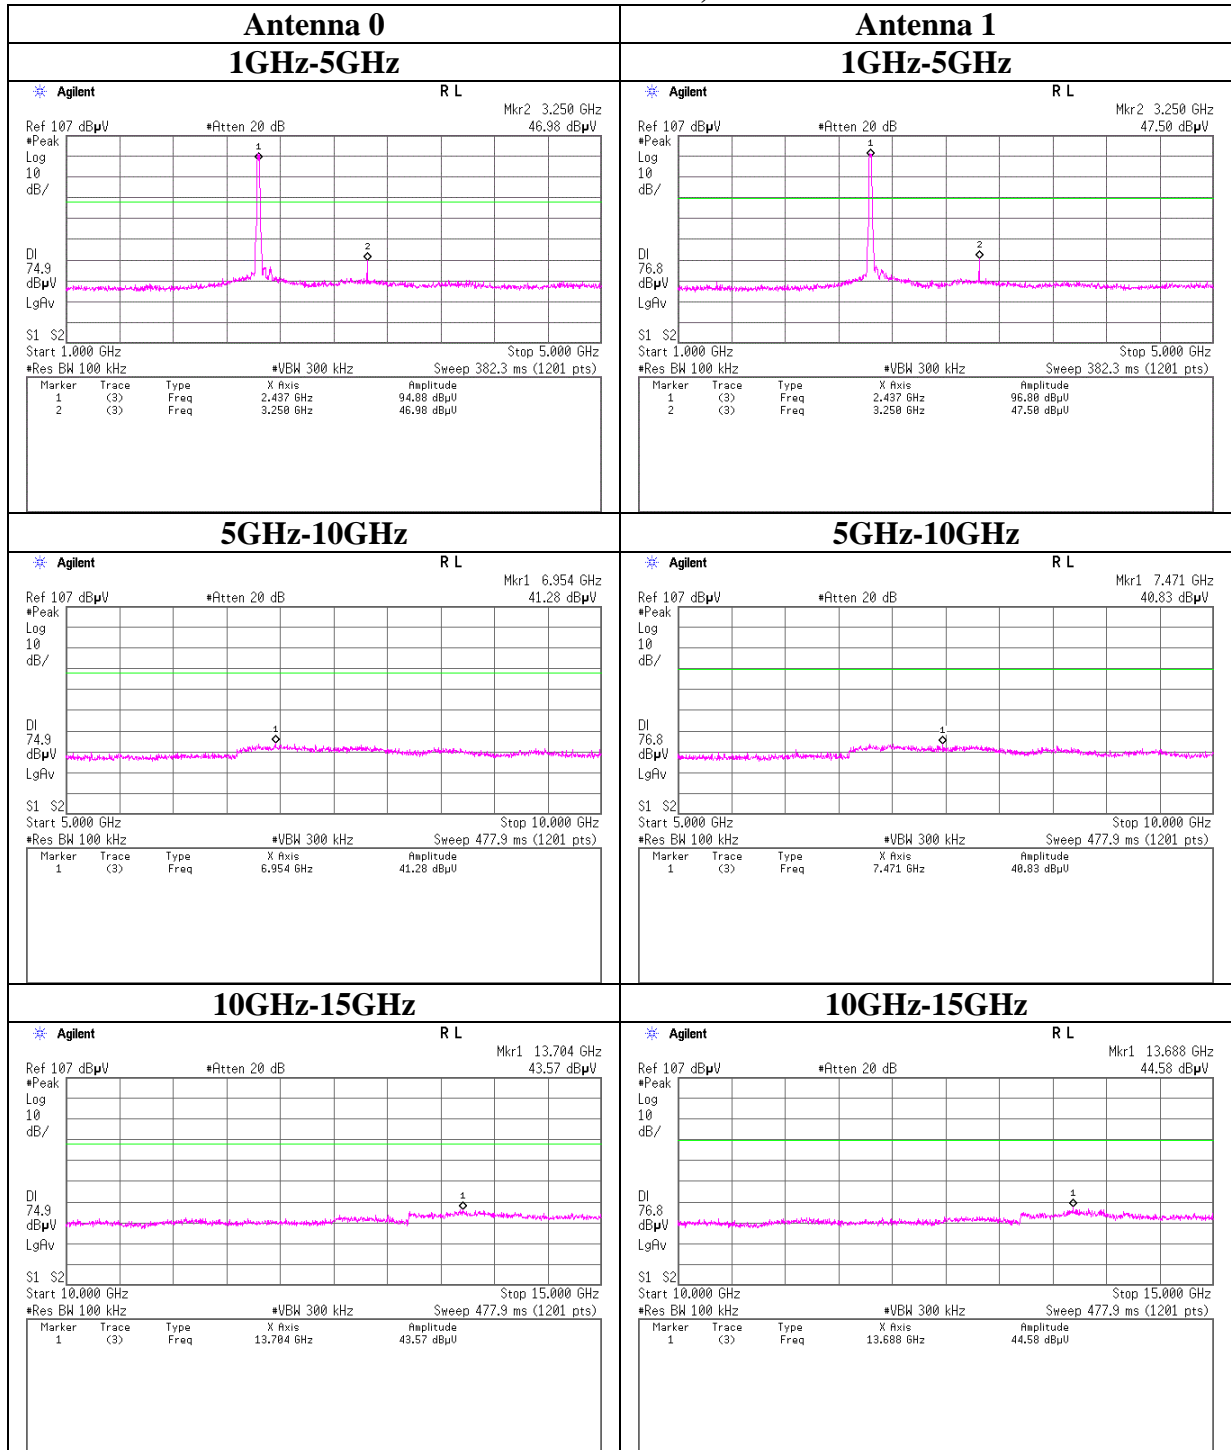 Antenna 0
Antenna 1
1GHz-5GHz
1GHz-5GHz
Agilent R L
Mkr2 3.250 GHz
Ref 107 dBµV #Atten 20 dB 46.98 dBµV
#Peak
Log
10
dB/
1
2
DI
74.9
dBµV
LgAv
S1 S2
Start 1.000 GHz Stop 5.000 GHz
#Res BW 100 kHz #VBW 300 kHz Sweep 382.3 ms (1201 pts)
Marker Trace Type X Axis Amplitude
1 (3) Freq 2.437 GHz 94.88 dBµV
2 (3) Freq 3.250 GHz 46.98 dBµV
Agilent R L
Mkr2 3.250 GHz
Ref 107 dBµV #Atten 20 dB 47.50 dBµV
#Peak
Log
10
dB/
1
2
DI
76.8
dBµV
LgAv
S1 S2
Start 1.000 GHz Stop 5.000 GHz
#Res BW 100 kHz #VBW 300 kHz Sweep 382.3 ms (1201 pts)
Marker Trace Type X Axis Amplitude
1 (3) Freq 2.437 GHz 96.80 dBµV
2 (3) Freq 3.250 GHz 47.50 dBµV
5GHz-10GHz
5GHz-10GHz
Agilent R L
Mkr1 6.954 GHz
Ref 107 dBµV #Atten 20 dB 41.28 dBµV
#Peak
Log
10
dB/
1
DI
74.9
dBµV
LgAv
S1 S2
Start 5.000 GHz Stop 10.000 GHz
#Res BW 100 kHz #VBW 300 kHz Sweep 477.9 ms (1201 pts)
Marker Trace Type X Axis Amplitude
1 (3) Freq 6.954 GHz 41.28 dBµV
Agilent R L
Mkr1 7.471 GHz
Ref 107 dBµV #Atten 20 dB 40.83 dBµV
#Peak
Log
10
dB/
1
DI
76.8
dBµV
LgAv
S1 S2
Start 5.000 GHz Stop 10.000 GHz
#Res BW 100 kHz #VBW 300 kHz Sweep 477.9 ms (1201 pts)
Marker Trace Type X Axis Amplitude
1 (3) Freq 7.471 GHz 40.83 dBµV
10GHz-15GHz
10GHz-15GHz
Agilent R L
Mkr1 13.704 GHz
Ref 107 dBµV #Atten 20 dB 43.57 dBµV
#Peak
Log
10
dB/
1
DI
74.9
dBµV
LgAv
S1 S2
Start 10.000 GHz Stop 15.000 GHz
#Res BW 100 kHz #VBW 300 kHz Sweep 477.9 ms (1201 pts)
Marker Trace Type X Axis Amplitude
1 (3) Freq 13.704 GHz 43.57 dBµV
Agilent R L
Mkr1 13.688 GHz
Ref 107 dBµV #Atten 20 dB 44.58 dBµV
#Peak
Log
10
dB/
1
DI
76.8
dBµV
LgAv
S1 S2
Start 10.000 GHz Stop 15.000 GHz
#Res BW 100 kHz #VBW 300 kHz Sweep 477.9 ms (1201 pts)
Marker Trace Type X Axis Amplitude
1 (3) Freq 13.688 GHz 44.58 dBµV